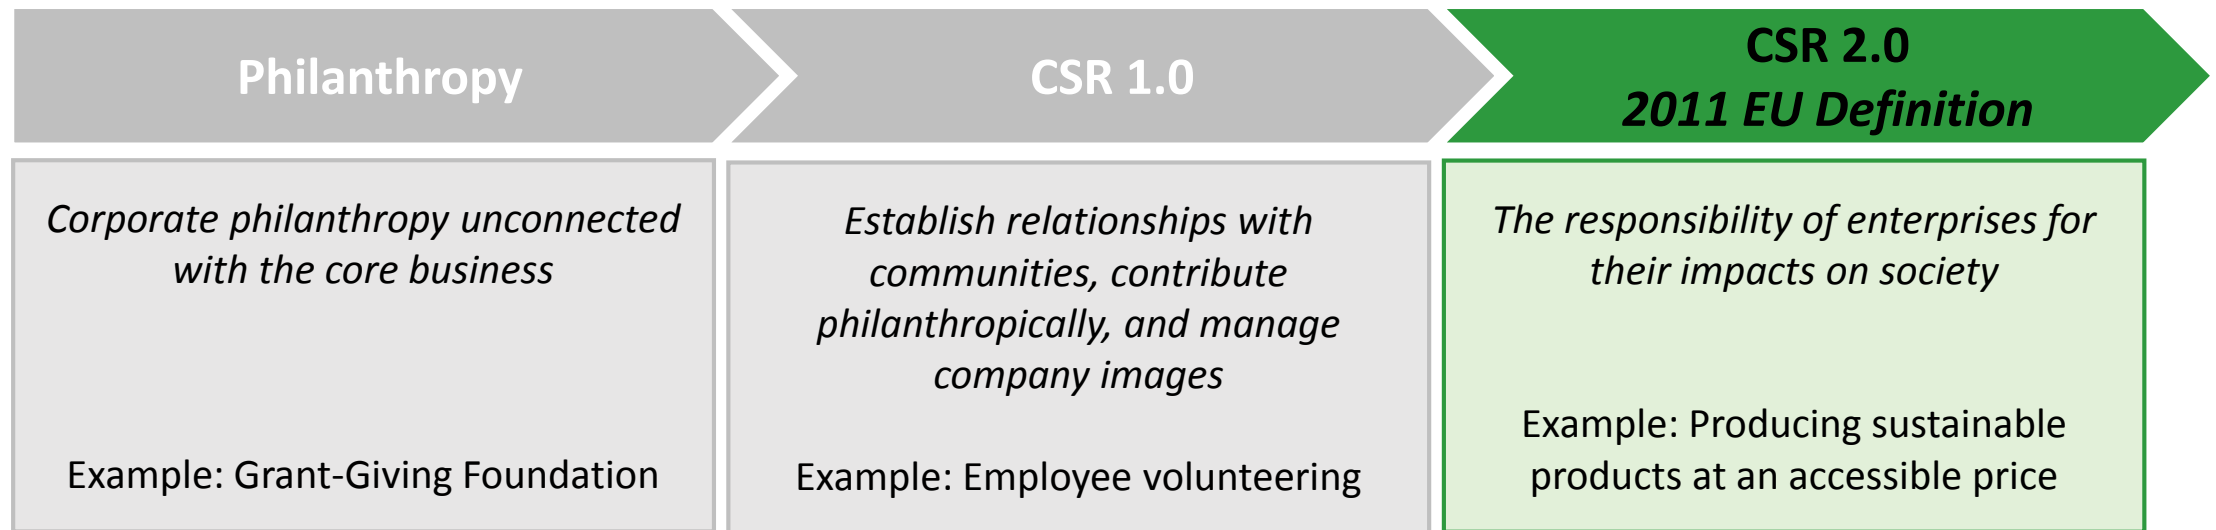 Philanthropy
CSR 1.0
CSR 2.0
2011 EU Definition
Corporate philanthropy unconnected
with the core business
Example: Grant-Giving Foundation
Establish relationships with
communities, contribute
philanthropically, and manage
company images
Example: Employee volunteering
The responsibility of enterprises for
their impacts on society
Example: Producing sustainable
products at an accessible price